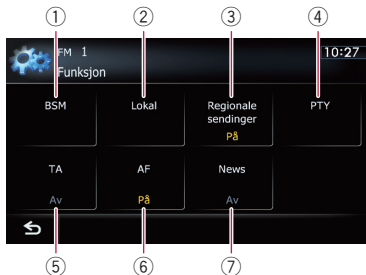 ① ② ③ ④
FM 1
10:27
Funksjon
BSM
Lokal
Regionale
sendinger
På
PTY
TA
Av
AF
På
News
Av
⑤ ⑥ ⑦